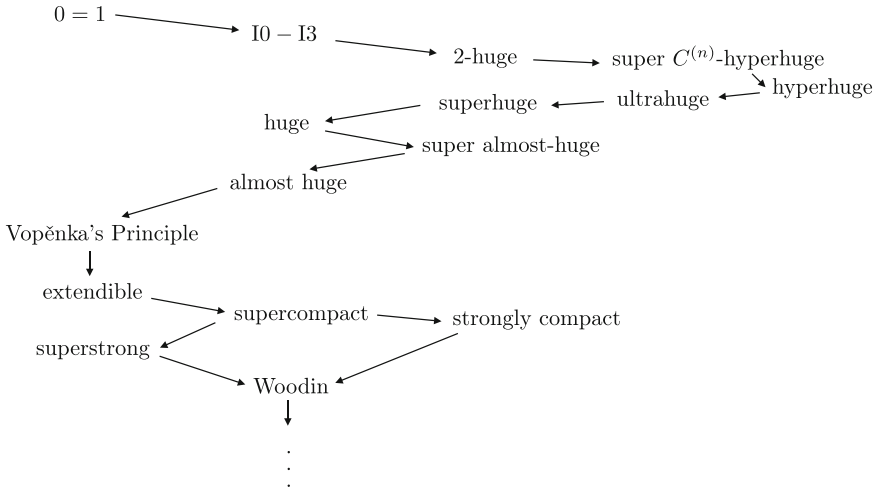 0 = 1
I0 − I3
2-huge
super C^{(n)}-hyperhuge
hyperhuge
ultrahuge
superhuge
huge
super almost-huge
almost huge
Vopěnka's Principle
extendible
supercompact
strongly compact
superstrong
Woodin
.
.
.